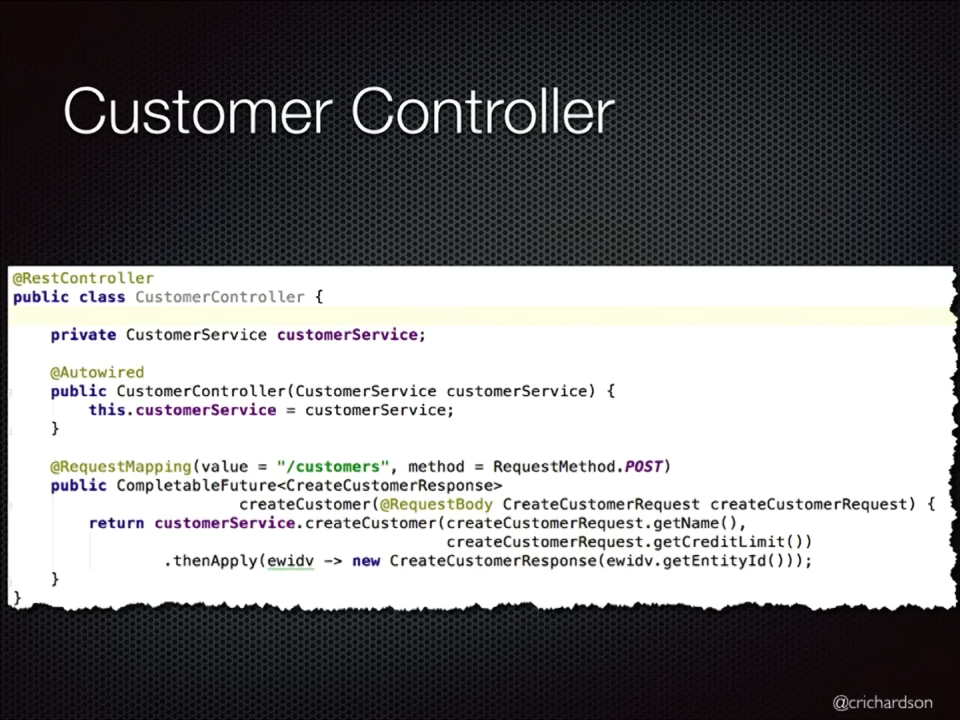 Customer Controller
@RestController
public class CustomerController {
    private CustomerService customerService;
    @Autowired
    public CustomerController(CustomerService customerService) {
        this.customerService = customerService;
    }
    @RequestMapping(value = "/customers", method = RequestMethod.POST)
    public CompletableFuture<CreateCustomerResponse>
                        createCustomer(@RequestBody CreateCustomerRequest createCustomerRequest) {
        return customerService.createCustomer(createCustomerRequest.getName(),
                                              createCustomerRequest.getCreditLimit())
                .thenApply(ewidv -> new CreateCustomerResponse(ewidv.getEntityId()));
    }
}
@crichardson